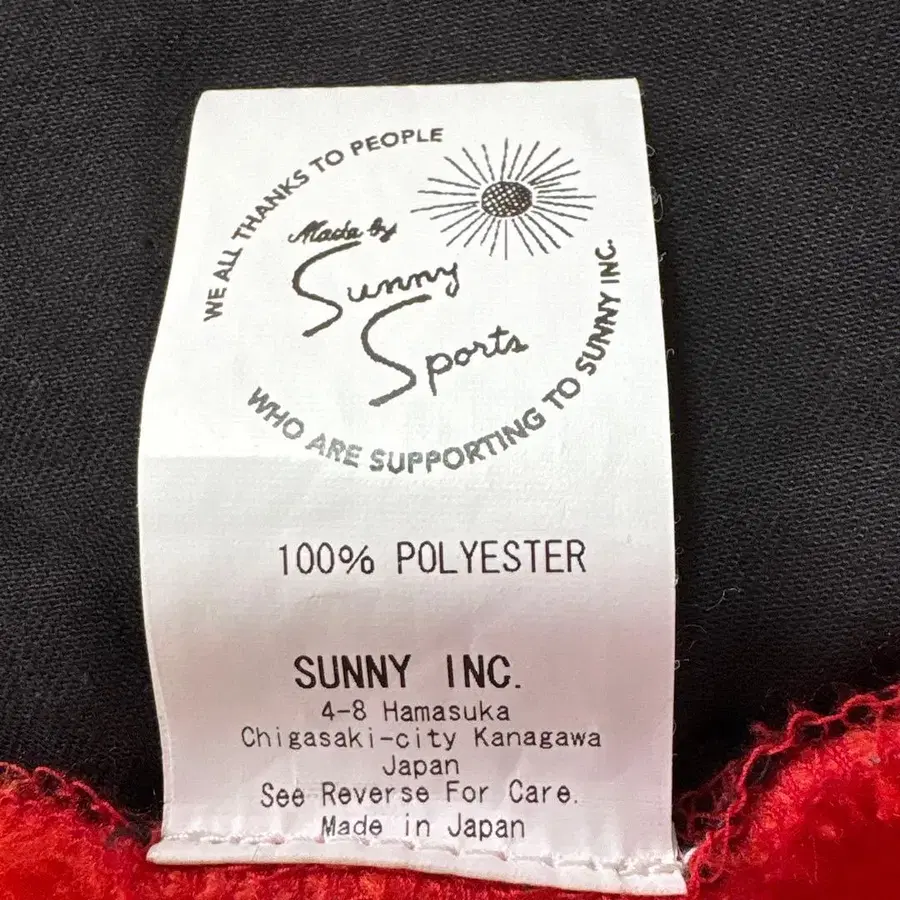 WE ALL THANKS TO PEOPLE
Made by
Sunny
Sports
WHO ARE SUPPORTING TO SUNNY INC.
100% POLYESTER
SUNNY INC.
4-8 Hamasuka
Chigasaki-city Kanagawa
Japan
See Reverse For Care.
Made in Japan